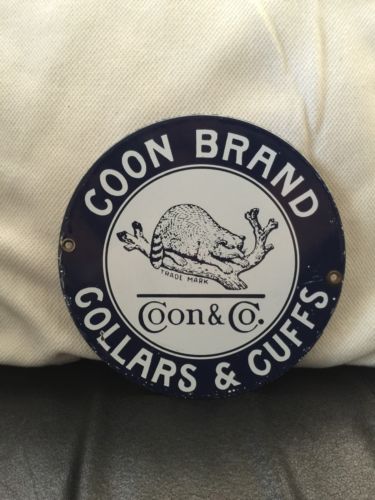 COON BRAND
TRADE MARK
Coon & Co.
COLLARS & CUFFS